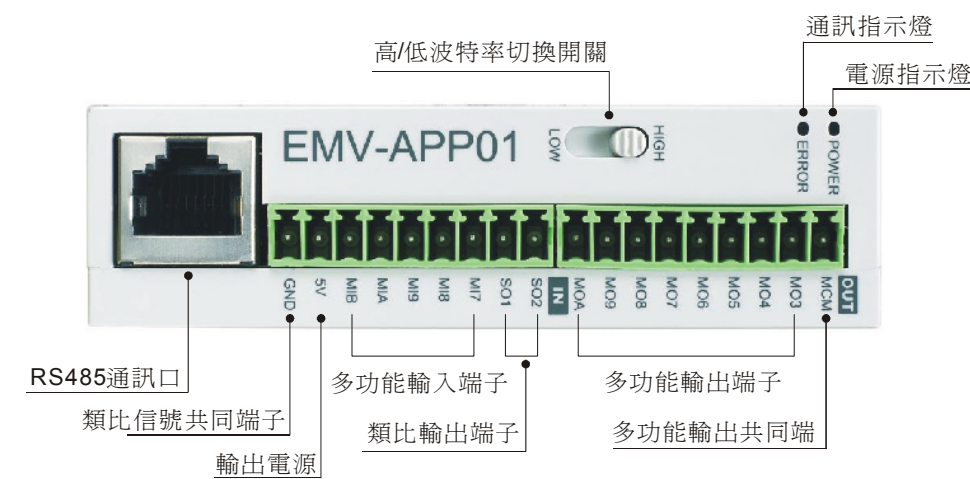 通訊指示燈
高/低波特率切換開關
電源指示燈
EMV-APP01
LOW
HIGH
ERROR
POWER
GND
5V
MIB
MIA
MI9
MI8
MI7
SO1
SO2
IN
MOA
MO9
MO8
MO7
MO6
MO5
MO4
MO3
MCM
OUT
RS485通訊口
多功能輸入端子
多功能輸出端子
類比信號共同端子
類比輸出端子
多功能輸出共同端
輸出電源